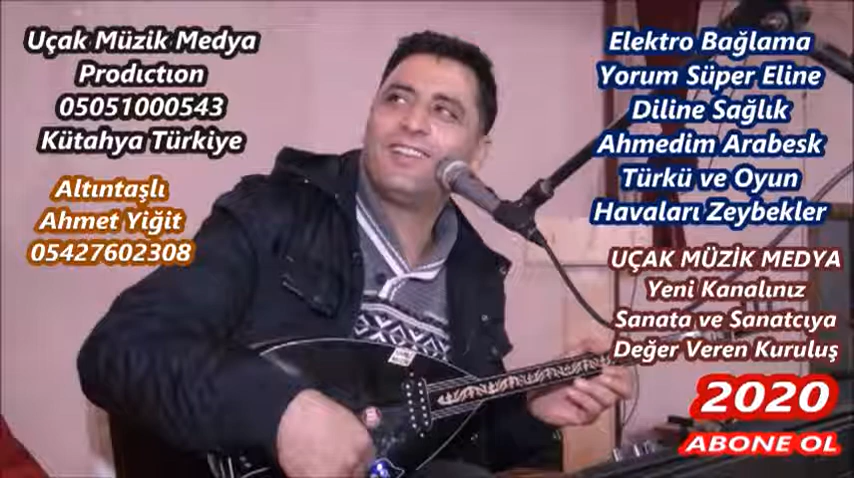 Uçak Müzik Medya
Prodıctıon
05051000543
Kütahya Türkiye
Altıntaşlı
Ahmet Yiğit
05427602308
Elektro Bağlama
Yorum Süper Eline
Diline Sağlık
Ahmedim Arabesk
Türkü ve Oyun
Havaları Zeybekler
UÇAK MÜZİK MEDYA
Yeni Kanalınız
Sanata ve Sanatcıya
Değer Veren Kuruluş
2020
ABONE OL